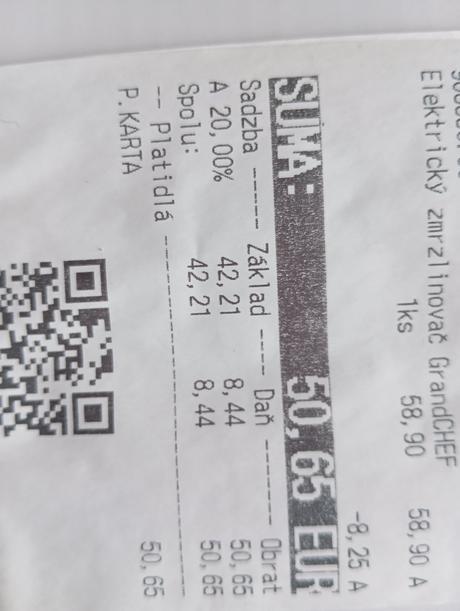 Elektrický zmrzlinovač GrandCHEF
1ks 58,90 58,90 A
-8,25 A
SUMA: 50,65 EUR
Sadzba ----- Základ ---- Daň ------- Obrat
A 20,00% 42,21 8,44 50,65
Spolu: 42,21 8,44 50,65
-- Platidlá --------------------------------
P.KARTA 50,65